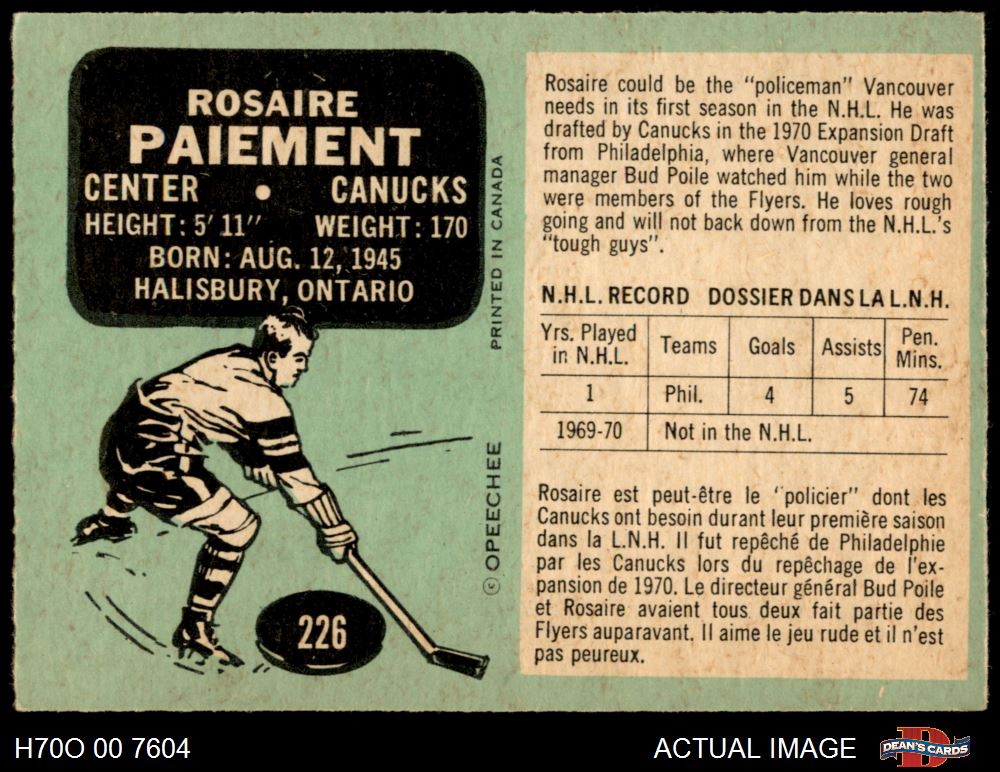 ROSAIRE
PAIEMENT
CENTER • CANUCKS
HEIGHT: 5' 11" WEIGHT: 170
BORN: AUG. 12, 1945
HALISBURY, ONTARIO
PRINTED IN CANADA
© OPEECHEE
226
Rosaire could be the "policeman" Vancouver
needs in its first season in the N.H.L. He was
drafted by Canucks in the 1970 Expansion Draft
from Philadelphia, where Vancouver general
manager Bud Poile watched him while the two
were members of the Flyers. He loves rough
going and will not back down from the N.H.L.'s
"tough guys".
N.H.L. RECORD DOSSIER DANS LA L.N.H.
Yrs. Played in N.H.L. Teams Goals Assists Pen. Mins.
1 Phil. 4 5 74
1969-70 Not in the N.H.L.
Rosaire est peut-être le "policier" dont les
Canucks ont besoin durant leur première saison
dans la L.N.H. Il fut repêché de Philadelphie
par les Canucks lors du repêchage de l'ex-
pansion de 1970. Le directeur général Bud Poile
et Rosaire avaient tous deux fait partie des
Flyers auparavant. Il aime le jeu rude et il n'est
pas peureux.
H70O 00 7604
ACTUAL IMAGE
D
DEAN'S CARDS